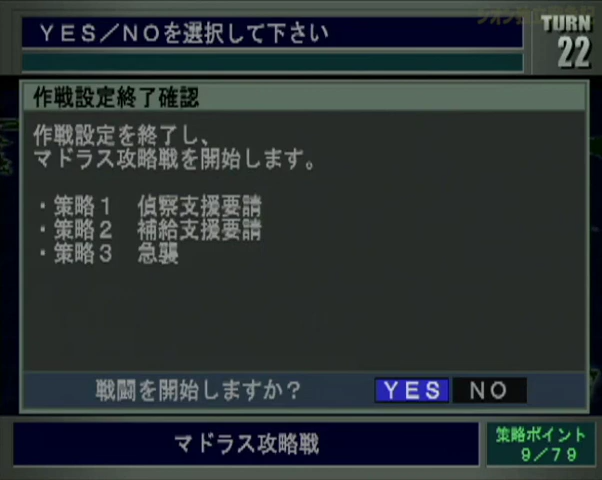 YES/NOを選択して下さい
TURN
22
作戦設定終了確認
作戦設定を終了し、
マドラス攻略戦を開始します。
・策略1 偵察支援要請
・策略2 補給支援要請
・策略3 急襲
戦闘を開始しますか？
YES NO
マドラス攻略戦
策略ポイント
9/79